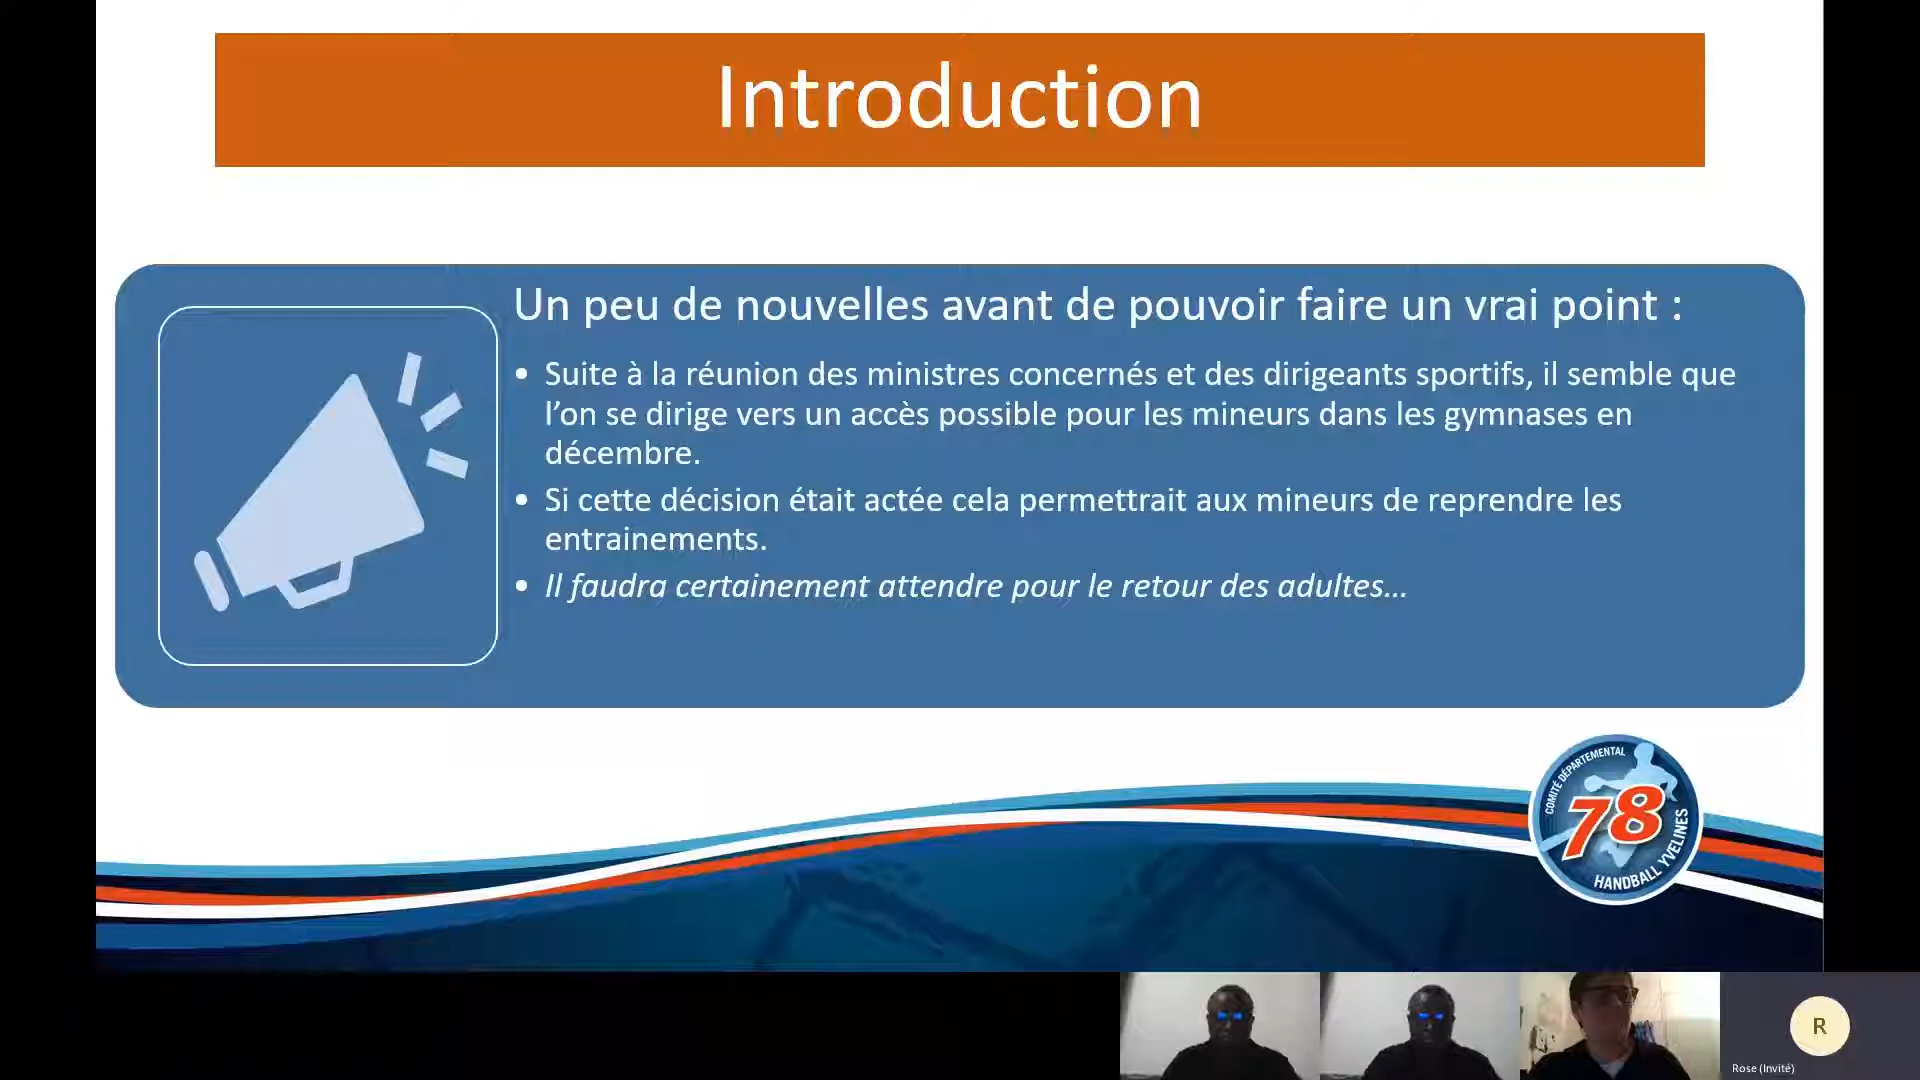 Introduction
Un peu de nouvelles avant de pouvoir faire un vrai point :
• Suite à la réunion des ministres concernés et des dirigeants sportifs, il semble que
l’on se dirige vers un accès possible pour les mineurs dans les gymnases en
décembre.
• Si cette décision était actée cela permettrait aux mineurs de reprendre les
entrainements.
• Il faudra certainement attendre pour le retour des adultes...
COMITÉ DÉPARTEMENTAL
78
HANDBALL YVELINES
R
Rose (Invité)